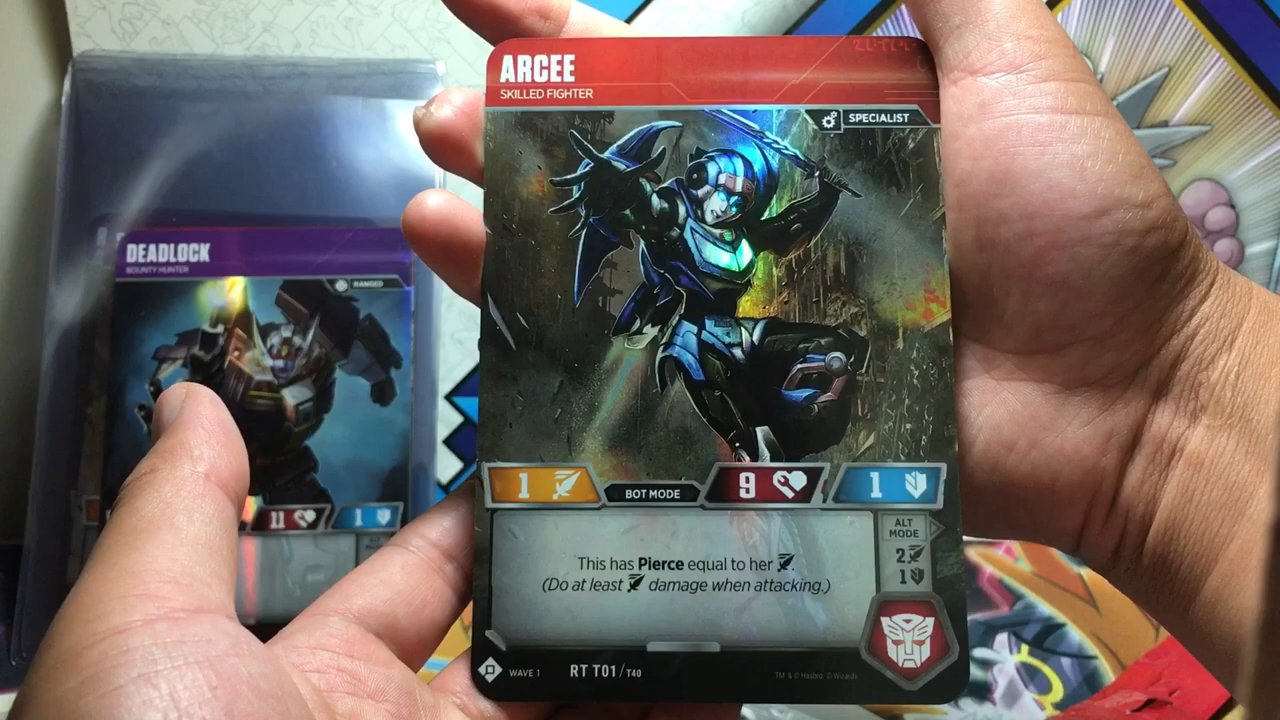 ARCEE
SKILLED FIGHTER
SPECIALIST
1
BOT MODE
9
1
This has Pierce equal to her
(Do at least damage when attacking.)
ALT
MODE
2
1
WAVE 1
RT T01/T40
TM & © Hasbro. © Wizards
DEADLOCK
BOUNTY HUNTER
RANGED
11
1